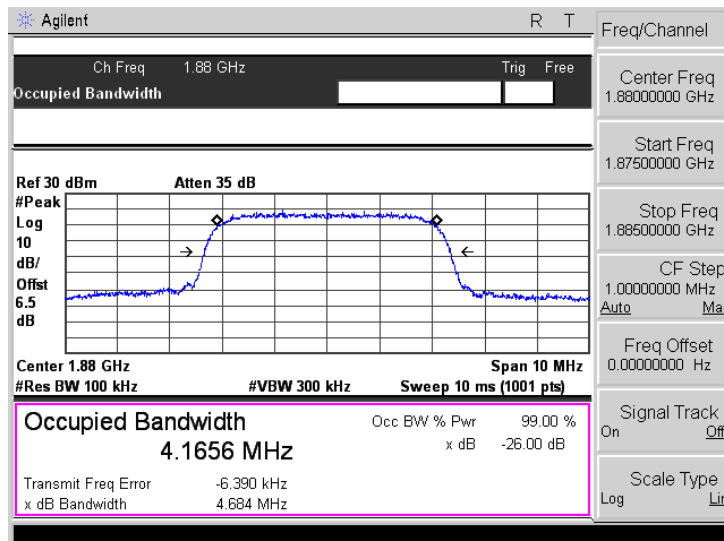 Agilent R T
Ch Freq 1.88 GHz Trig Free
Occupied Bandwidth
Ref 30 dBm Atten 35 dB
#Peak
Log
10
dB/
Offst
6.5
dB
Center 1.88 GHz Span 10 MHz
#Res BW 100 kHz #VBW 300 kHz Sweep 10 ms (1001 pts)
Occupied Bandwidth Occ BW % Pwr 99.00 %
4.1656 MHz x dB -26.00 dB
Transmit Freq Error -6.390 kHz
x dB Bandwidth 4.684 MHz
Freq/Channel
Center Freq
1.88000000 GHz
Start Freq
1.87500000 GHz
Stop Freq
1.88500000 GHz
CF Step
1.00000000 MHz
Auto Ma
Freq Offset
0.00000000 Hz
Signal Track
On Off
Scale Type
Log Lin